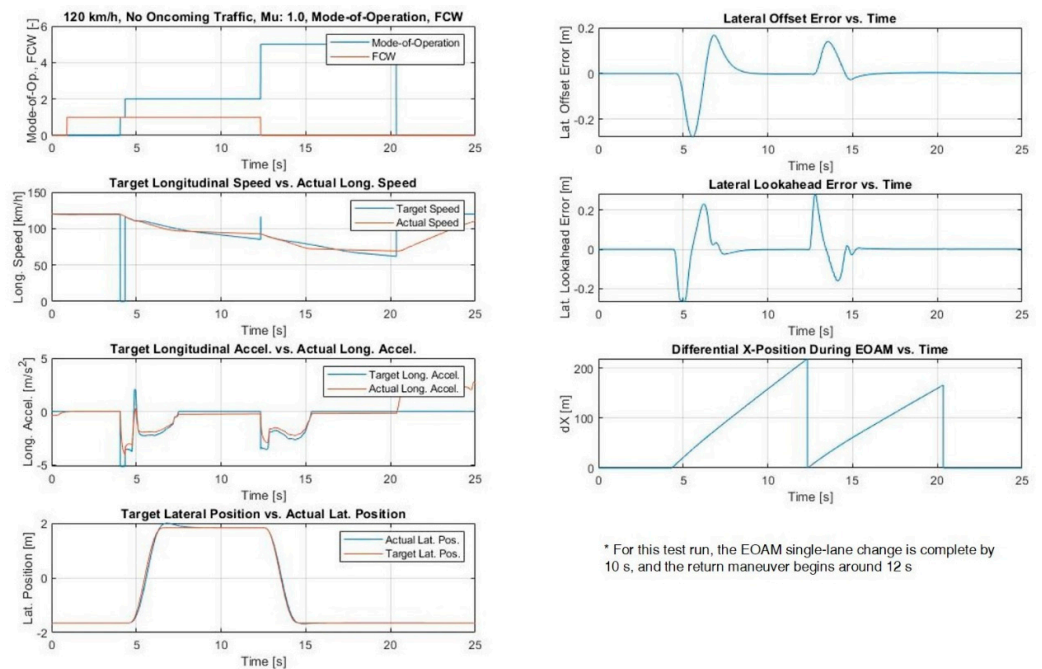 120 km/h, No Oncoming Traffic, Mu: 1.0, Mode-of-Operation, FCW
Mode-of-Op., FCW [-]
6
4
2
0
Mode-of-Operation
FCW
0 5 10 15 20 25
Time [s]
Target Longitudinal Speed vs. Actual Long. Speed
Long. Speed [km/h]
150
100
50
0
Target Speed
Actual Speed
0 5 10 15 20 25
Time [s]
Target Longitudinal Accel. vs. Actual Long. Accel.
Long. Accel. [m/s2]
5
0
-5
Target Long. Accel.
Actual Long. Accel.
0 5 10 15 20 25
Time [s]
Target Lateral Position vs. Actual Lat. Position
Lat. Position [m]
2
0
-2
Actual Lat. Pos.
Target Lat. Pos.
0 5 10 15 20 25
Time [s]
Lateral Offset Error vs. Time
Lat. Offset Error [m]
0.2
0
-0.2
0 5 10 15 20 25
Time [s]
Lateral Lookahead Error vs. Time
Lat. Lookahead Error [m]
0.2
0
-0.2
0 5 10 15 20 25
Time [s]
Differential X-Position During EOAM vs. Time
dX [m]
200
100
0
0 5 10 15 20 25
Time [s]
* For this test run, the EOAM single-lane change is complete by
10 s, and the return maneuver begins around 12 s